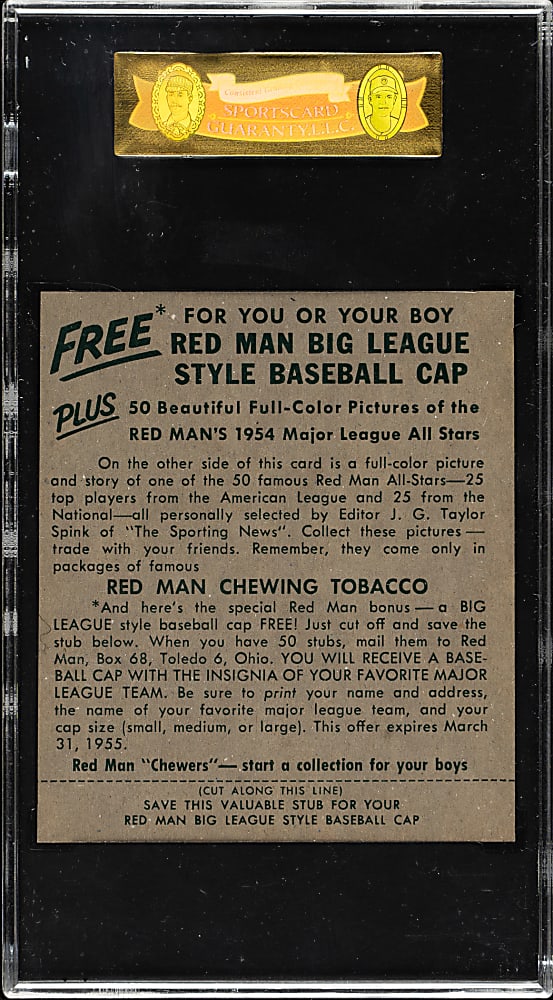 Consistent
SPORTSCARD
GUARANTY, L.L.C.
FREE* FOR YOU OR YOUR BOY
RED MAN BIG LEAGUE
STYLE BASEBALL CAP
PLUS 50 Beautiful Full-Color Pictures of the
RED MAN'S 1954 Major League All Stars
On the other side of this card is a full-color picture
and story of one of the 50 famous Red Man All-Stars—25
top players from the American League and 25 from the
National—all personally selected by Editor J. G. Taylor
Spink of "The Sporting News". Collect these pictures—
trade with your friends. Remember, they come only in
packages of famous
RED MAN CHEWING TOBACCO
*And here's the special Red Man bonus—a BIG
LEAGUE style baseball cap FREE! Just cut off and save the
stub below. When you have 50 stubs, mail them to Red
Man, Box 68, Toledo 6, Ohio. YOU WILL RECEIVE A BASE-
BALL CAP WITH THE INSIGNIA OF YOUR FAVORITE MAJOR
LEAGUE TEAM. Be sure to print your name and address,
the name of your favorite major league team, and your
cap size (small, medium, or large). This offer expires March
31, 1955.
Red Man "Chewers"—start a collection for your boys
(CUT ALONG THIS LINE)
SAVE THIS VALUABLE STUB FOR YOUR
RED MAN BIG LEAGUE STYLE BASEBALL CAP